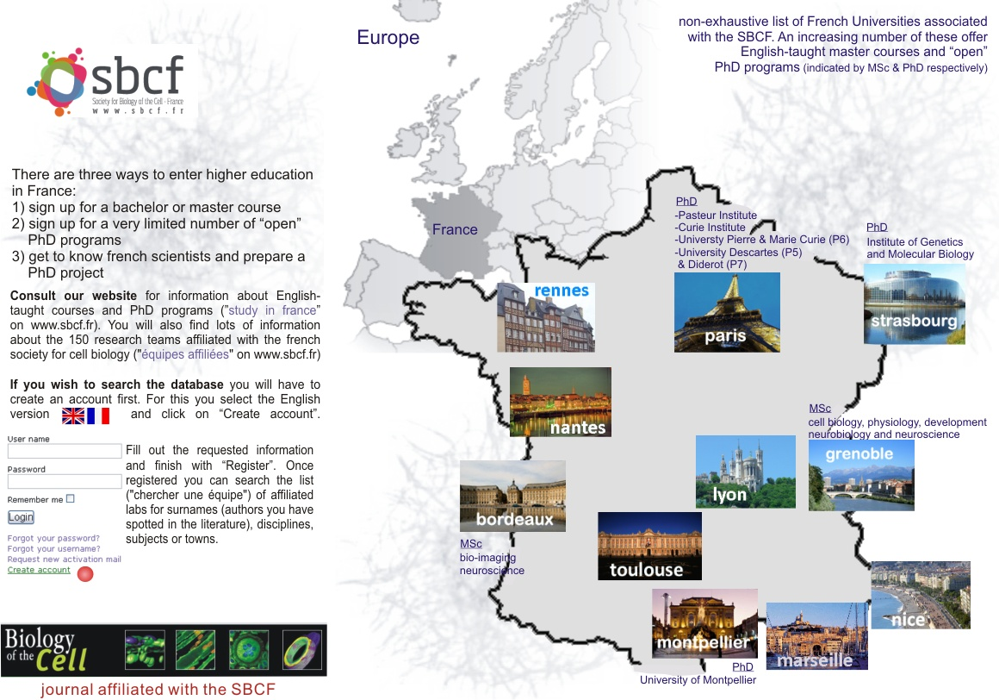 sbcf
Society for Biology of the Cell - France
www.sbcf.fr
There are three ways to enter higher education
in France:
1) sign up for a bachelor or master course
2) sign up for a very limited number of “open”
PhD programs
3) get to know french scientists and prepare a
PhD project
Consult our website for information about English-
taught courses and PhD programs ("study in france"
on www.sbcf.fr). You will also find lots of information
about the 150 research teams affiliated with the french
society for cell biology ("équipes affiliées" on www.sbcf.fr)
If you wish to search the database you will have to
create an account first. For this you select the English
version and click on “Create account”.
User name
Password
Remember me
Login
Forgot your password?
Forgot your username?
Request new activation mail
Create account
Fill out the requested information
and finish with “Register”. Once
registered you can search the list
("chercher une équipe") of affiliated
labs for surnames (authors you have
spotted in the literature), disciplines,
subjects or towns.
Biology
of the Cell
journal affiliated with the SBCF
Europe
non-exhaustive list of French Universities associated
with the SBCF. An increasing number of these offer
English-taught master courses and “open”
PhD programs (indicated by MSc & PhD respectively)
France
PhD
-Pasteur Institute
-Curie Institute
-Universty Pierre & Marie Curie (P6)
-University Descartes (P5)
& Diderot (P7)
PhD
Institute of Genetics
and Molecular Biology
rennes
paris
strasbourg
nantes
MSc
cell biology, physiology, development
neurobiology and neuroscience
grenoble
lyon
bordeaux
MSc
bio-imaging
neuroscience
toulouse
nice
montpellier
marseille
PhD
University of Montpellier